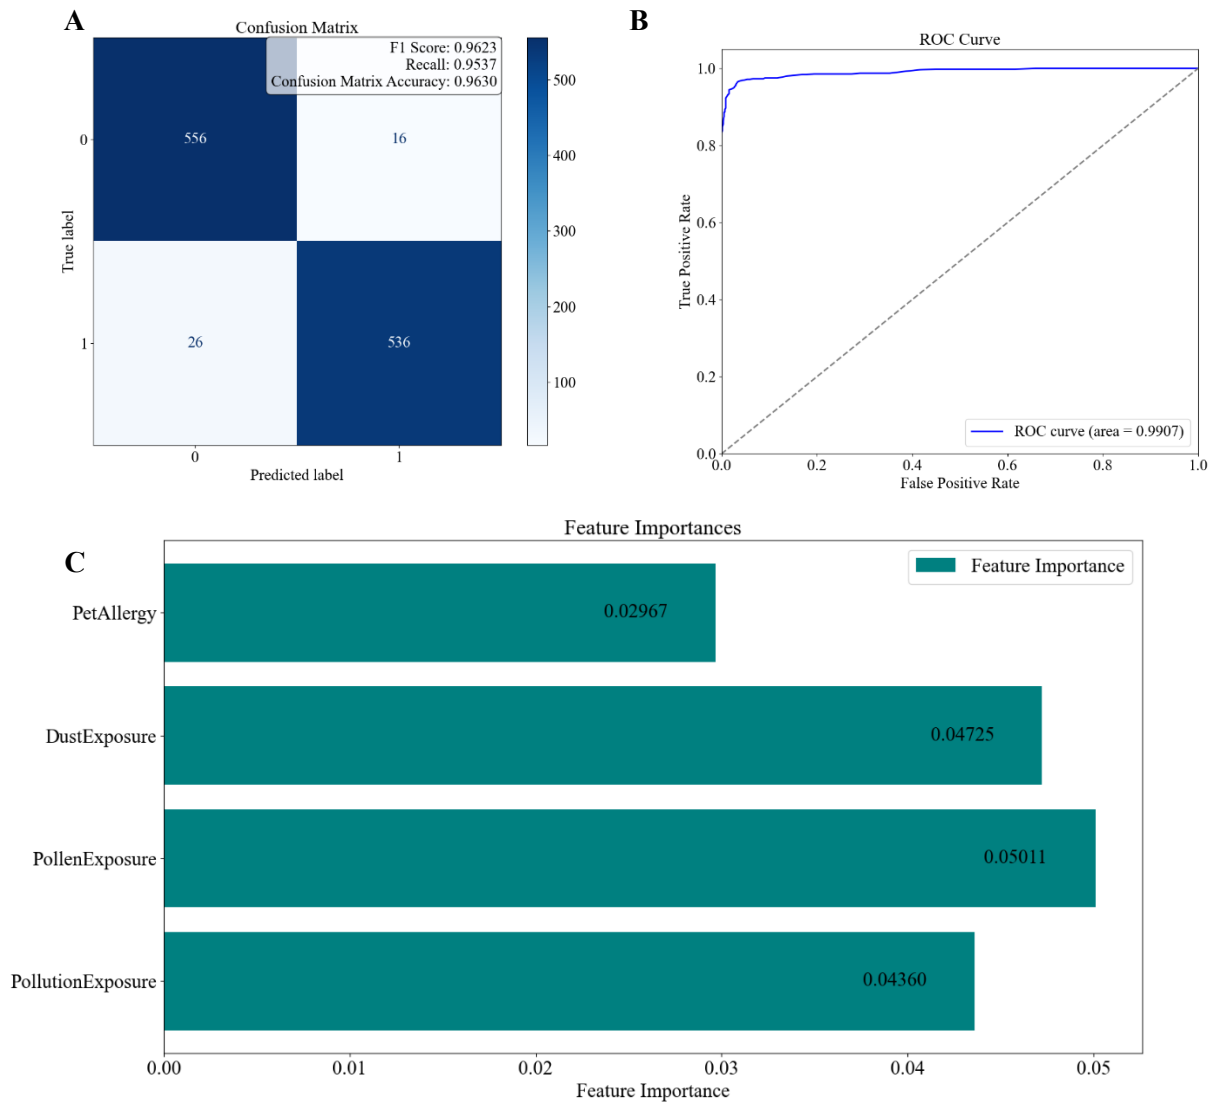 A
Confusion Matrix
F1 Score: 0.9623
Recall: 0.9537
Confusion Matrix Accuracy: 0.9630
0
556
16
1
26
536
0
1
True label
Predicted label
500
400
300
200
100
B
ROC Curve
1.0
0.8
0.6
0.4
0.2
0.0
True Positive Rate
ROC curve (area = 0.9907)
0.0
0.2
0.4
0.6
0.8
1.0
False Positive Rate
C
Feature Importances
Feature Importance
PetAllergy
0.02967
DustExposure
0.04725
PollenExposure
0.05011
PollutionExposure
0.04360
0.00
0.01
0.02
0.03
0.04
0.05
Feature Importance